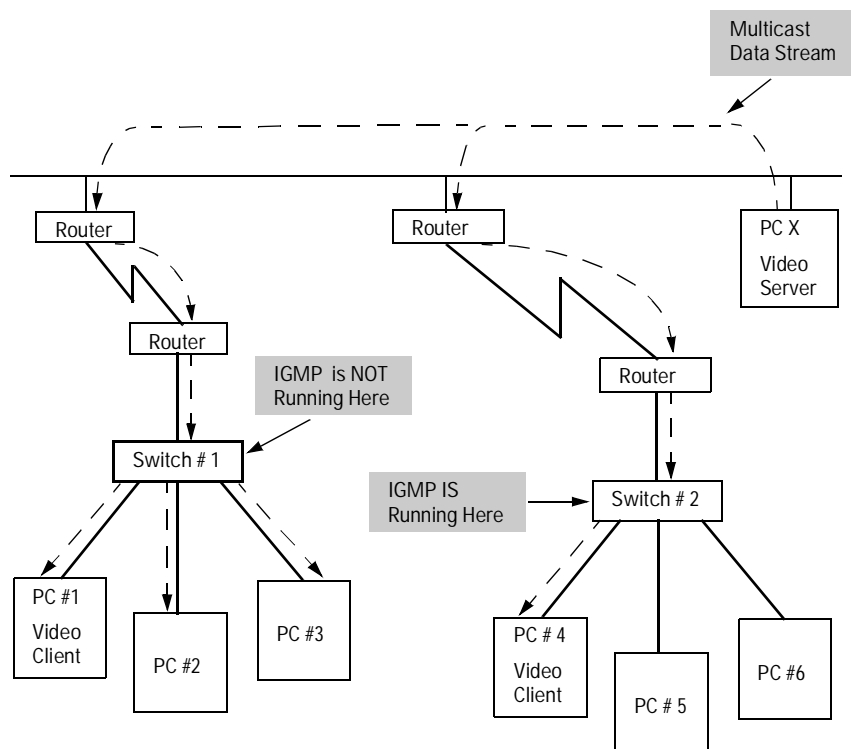 Multicast
Data Stream
Router
Router
PC X
Video
Server
Router
IGMP is NOT
Running Here
Router
Switch # 1
IGMP IS
Running Here
Switch # 2
PC #1
Video
Client
PC #2
PC #3
PC # 4
Video
Client
PC # 5
PC #6